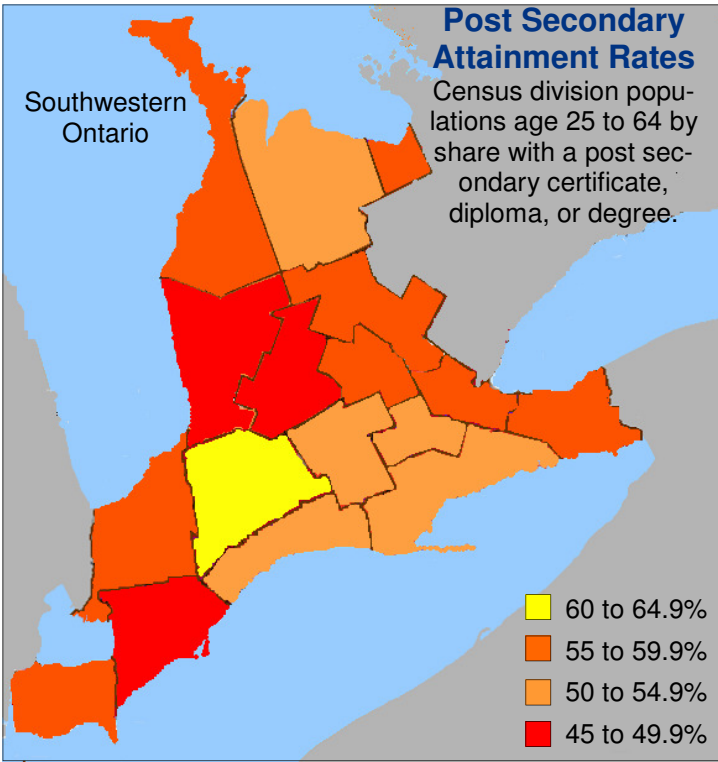 Post Secondary
Attainment Rates
Census division popu-
lations age 25 to 64 by
share with a post sec-
ondary certificate,
diploma, or degree.
Southwestern
Ontario
60 to 64.9%
55 to 59.9%
50 to 54.9%
45 to 49.9%